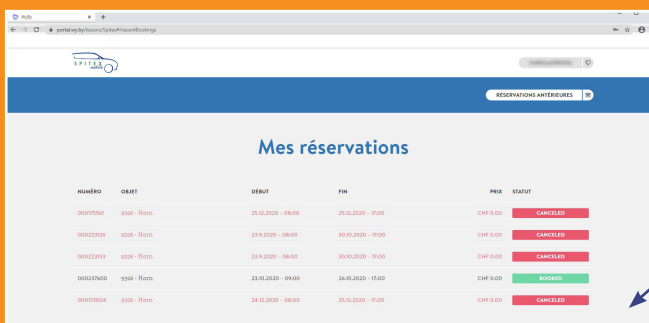 WyBy
portal.wy.by/lessors/Spitex#/recentBookings
SPITEX
RÉSERVATIONS ANTÉRIEURES
Mes réservations
NUMÉRO OBJET DÉBUT FIN PRIX STATUT
000175561 9326 - Horn 25.12.2020 - 08:00 25.12.2020 - 17:00 CHF 0.00 CANCELED
000223126 9326 - Horn 23.9.2020 - 08:00 30.10.2020 - 17:00 CHF 0.00 CANCELED
000223133 9326 - Horn 23.9.2020 - 08:00 30.10.2020 - 17:00 CHF 0.00 CANCELED
000237600 9326 - Horn 23.10.2020 - 09:00 26.10.2020 - 17:00 CHF 0.00 BOOKED
000173004 9326 - Horn 24.12.2020 - 08:00 25.12.2020 - 17:00 CHF 0.00 CANCELED